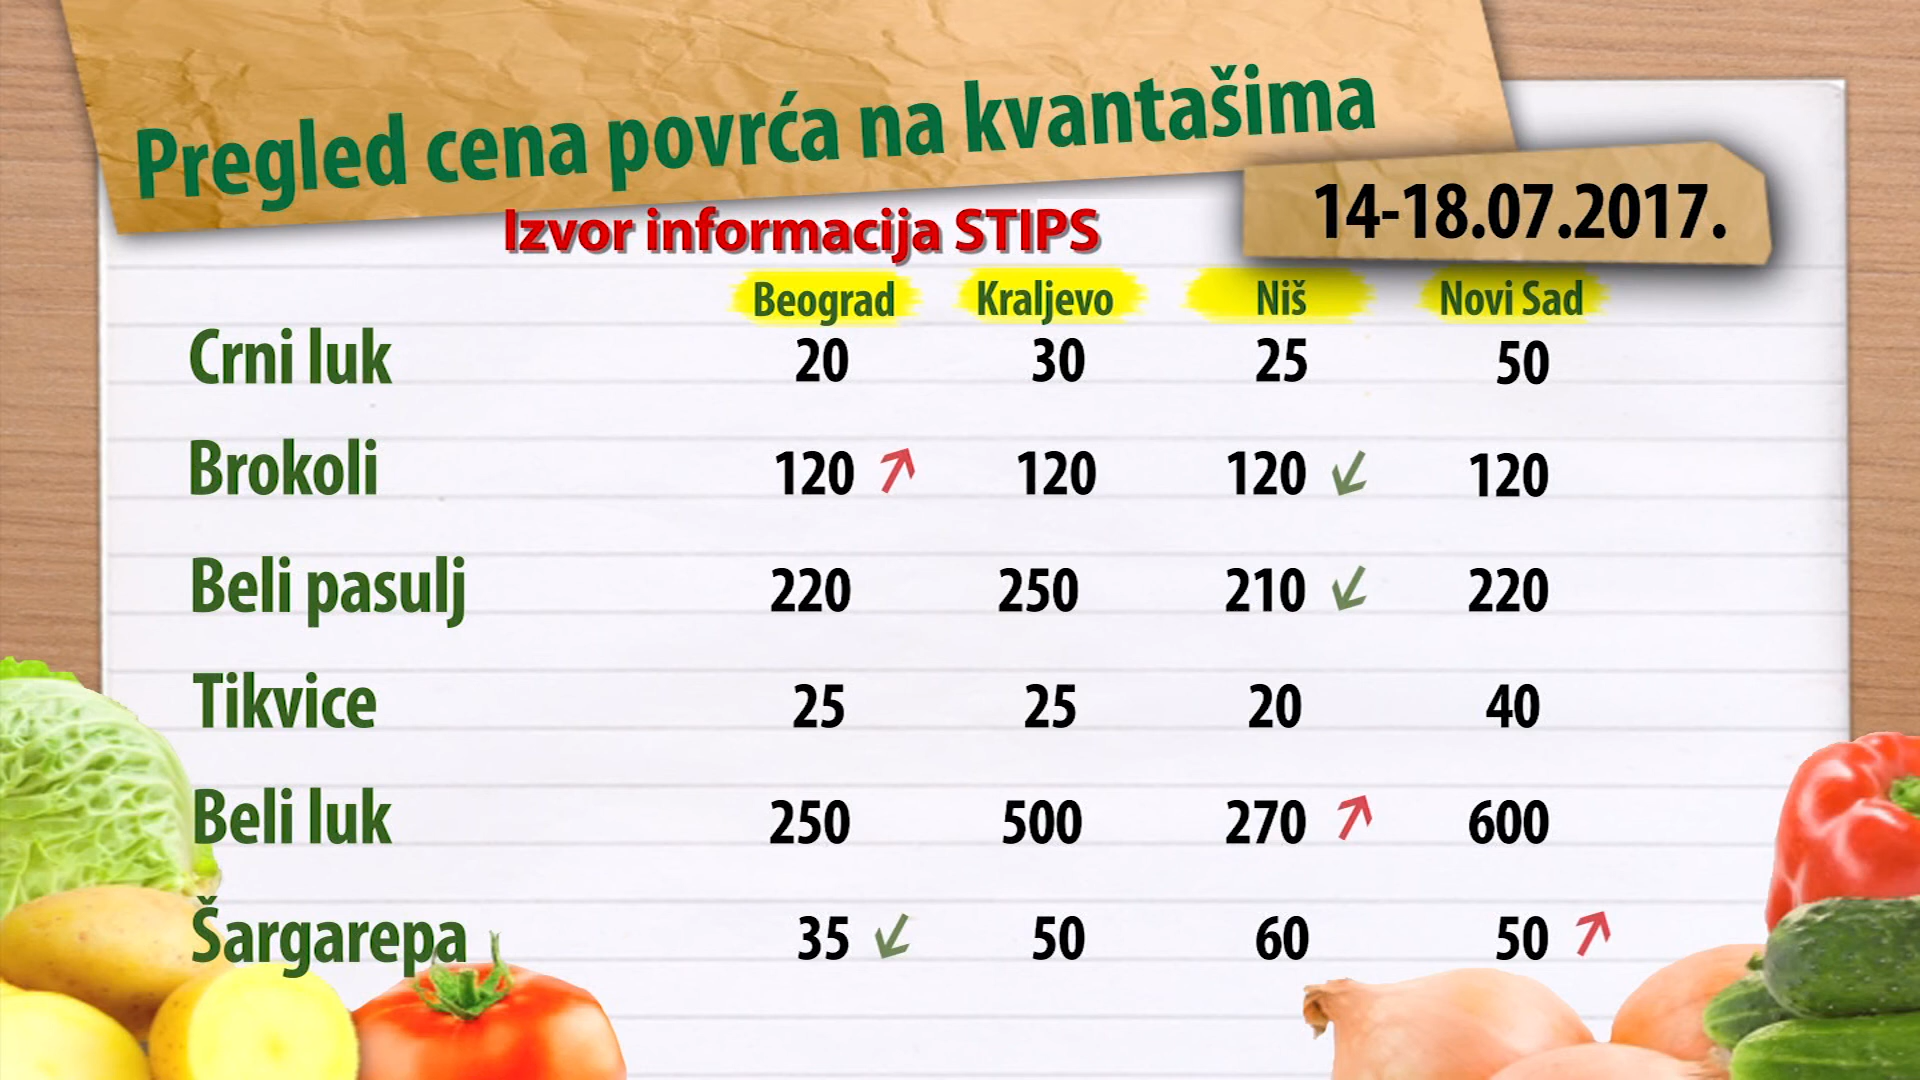 Pregled cena povrća na kvantašima
Izvor informacija STIPS
14-18.07.2017.
Beograd Kraljevo Niš Novi Sad
Crni luk 20 30 25 50
Brokoli 120 120 120 120
Beli pasulj 220 250 210 220
Tikvice 25 25 20 40
Beli luk 250 500 270 600
Šargarepa 35 50 60 50